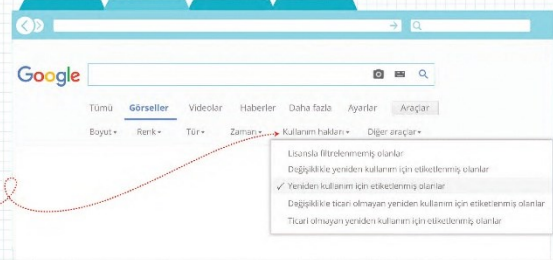 Google
Tümü Görseller Videolar Haberler Daha fazla Ayarlar Araçlar
Boyut Renk Tür Zaman Kullanım hakları Diğer araçlar
Lisansla filtrelenmemiş olanlar
Değişiklikle yeniden kullanım için etiketlenmiş olanlar
✓ Yeniden kullanım için etiketlenmiş olanlar
Değişiklikle ticari olmayan yeniden kullanım için etiketlenmiş olanlar
Ticari olmayan yeniden kullanım için etiketlenmiş olanlar